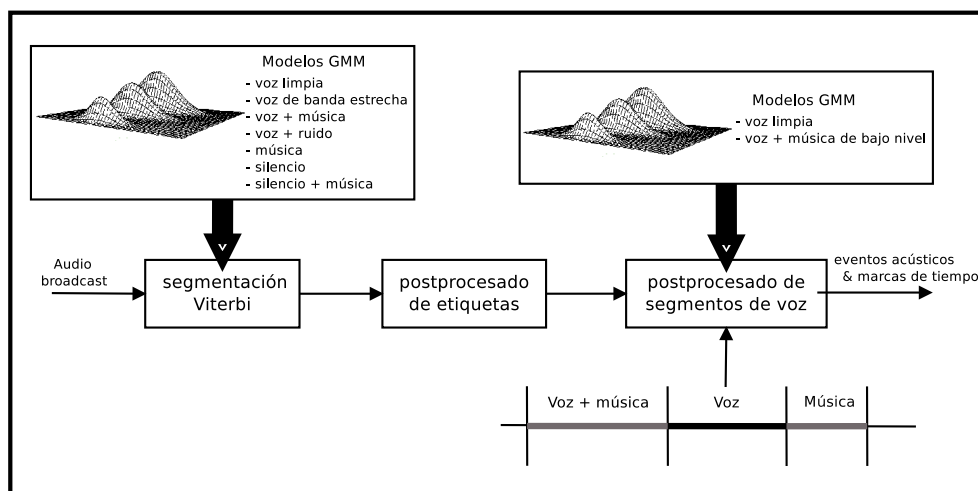 Modelos GMM
- voz limpia
- voz de banda estrecha
- voz + música
- voz + ruido
- música
- silencio
- silencio + música
Modelos GMM
- voz limpia
- voz + música de bajo nivel
Audio
broadcast
segmentación
Viterbi
postprocesado
de etiquetas
postprocesado de
segmentos de voz
eventos acústicos
& marcas de tiempo
Voz + música
Voz
Música